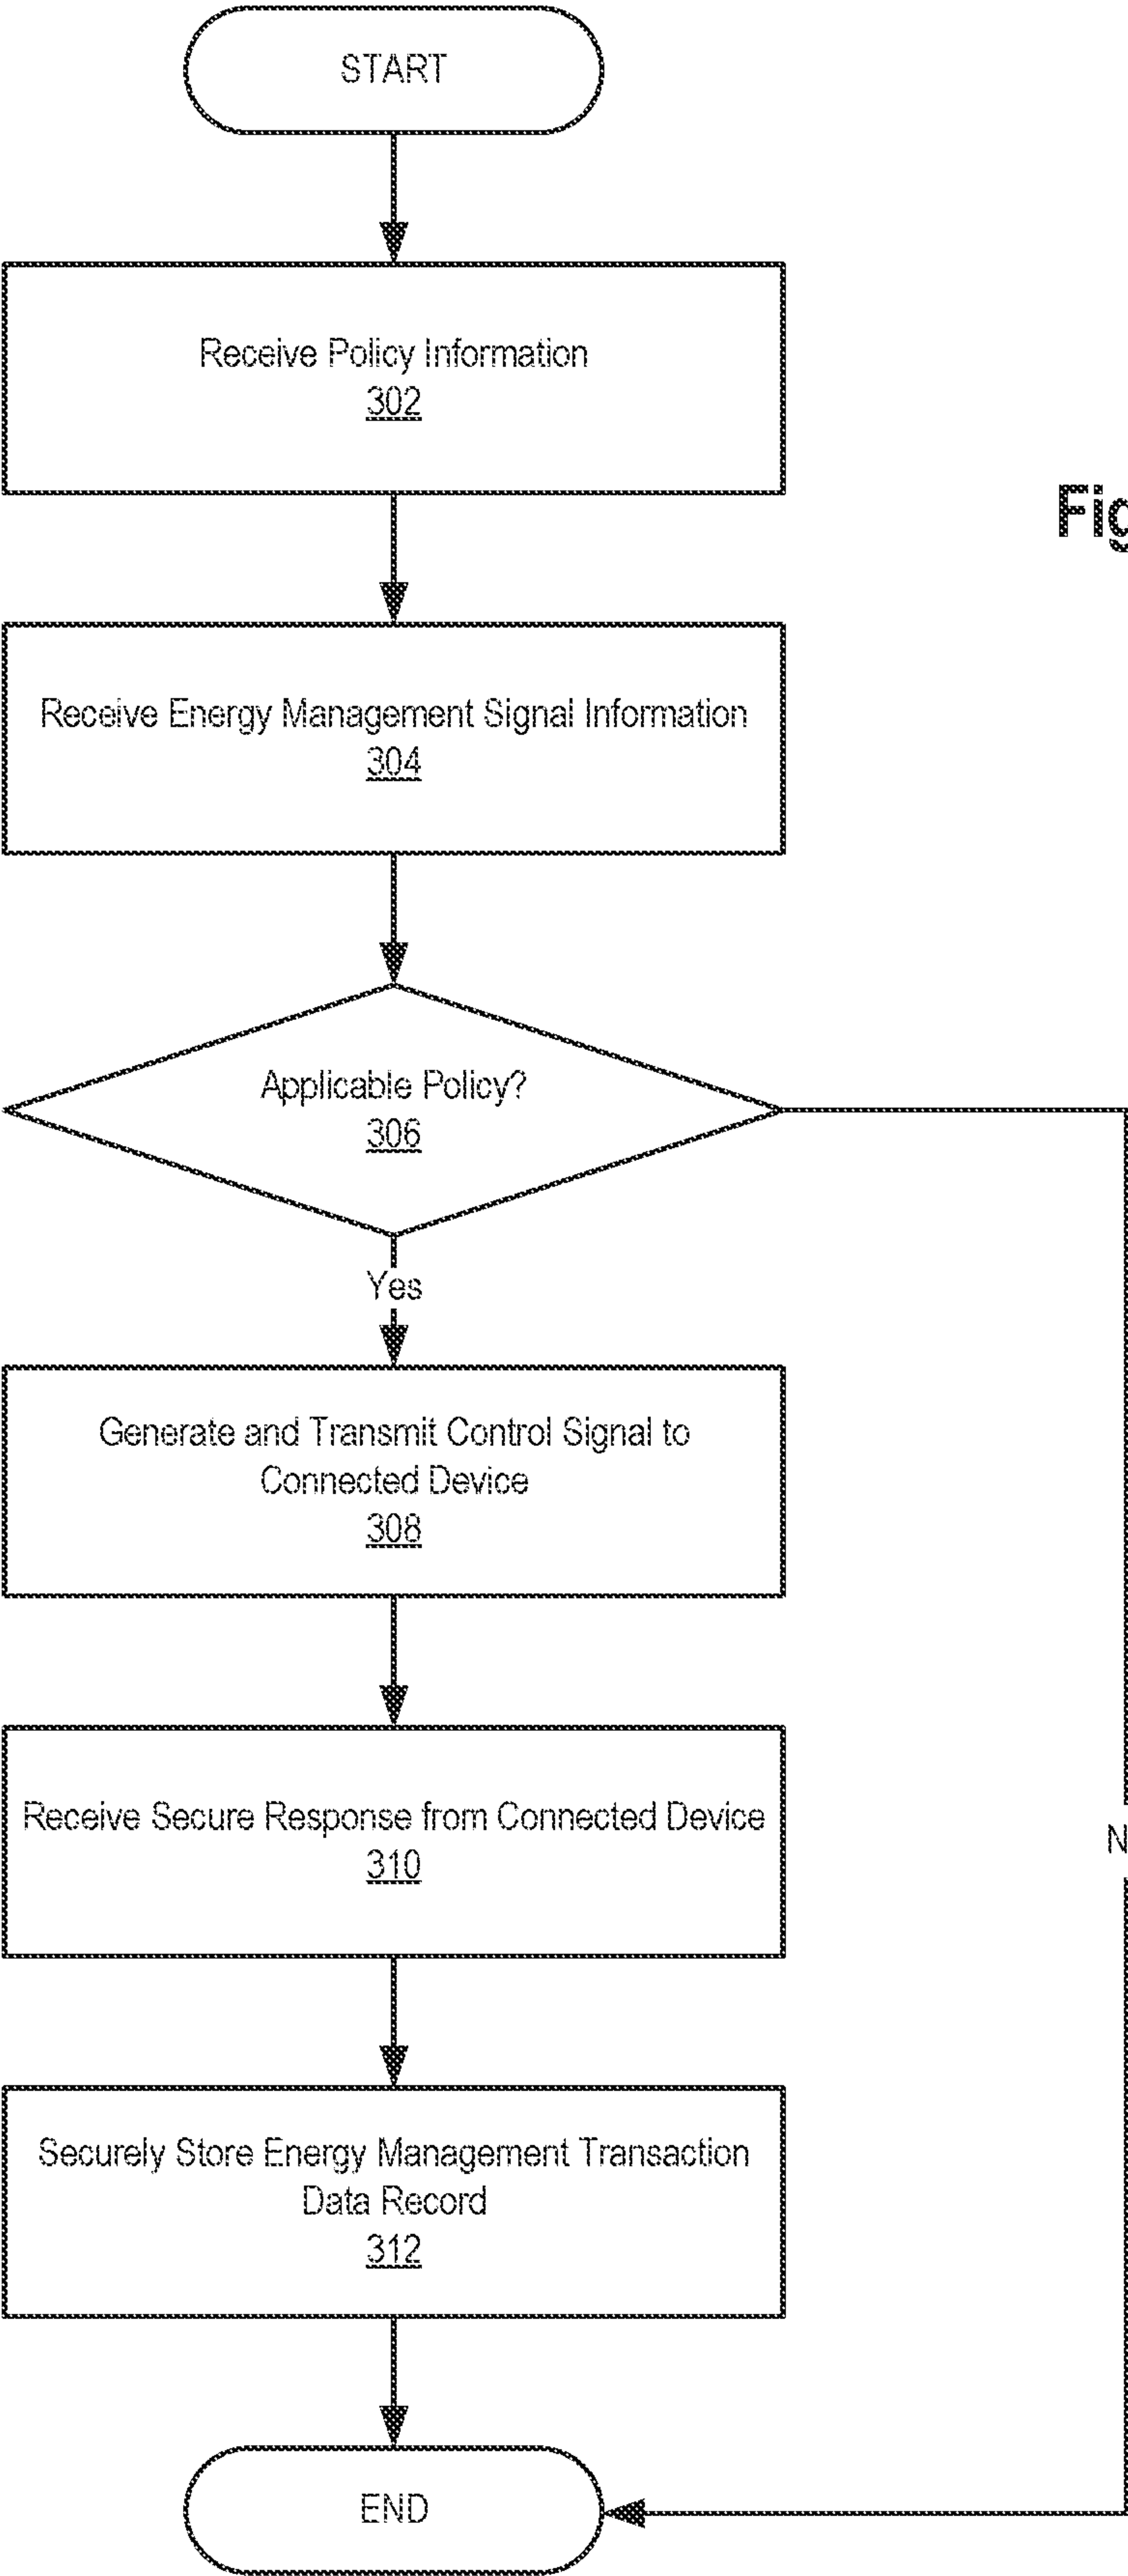 START
Receive Policy Information
302
Fig
Receive Energy Management Signal Information
304
Applicable Policy?
306
Yes
Generate and Transmit Control Signal to
Connected Device
308
Receive Secure Response from Connected Device
310
N
Securely Store Energy Management Transaction
Data Record
312
END